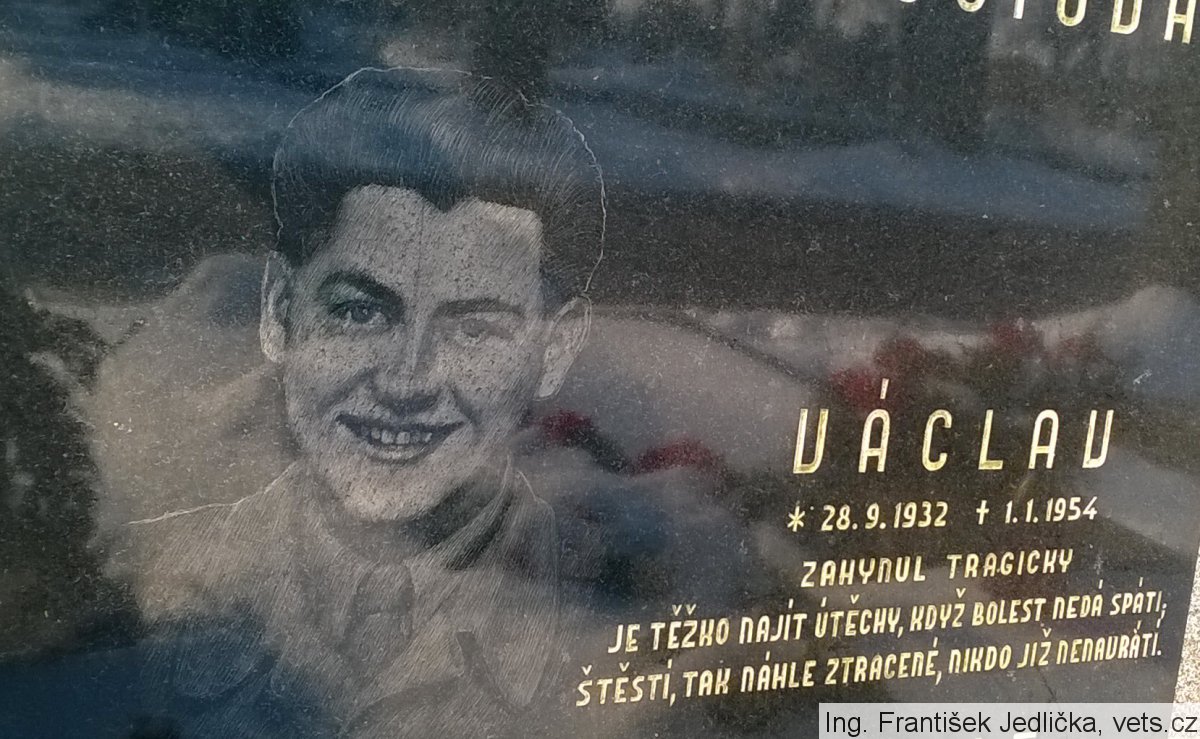 VÁCLAV
* 28.9.1932 † 1.1.1954
ZAHYNUL TRAGICKY
JE TĚŽKO NAJÍT ÚTĚCHY, KDYŽ BOLEST NEDÁ SPÁTI;
ŠTĚSTÍ, TAK NÁHLE ZTRACENÉ, NIKDO JIŽ NENAVRÁTÍ.
Ing. František Jedlička, vets.cz